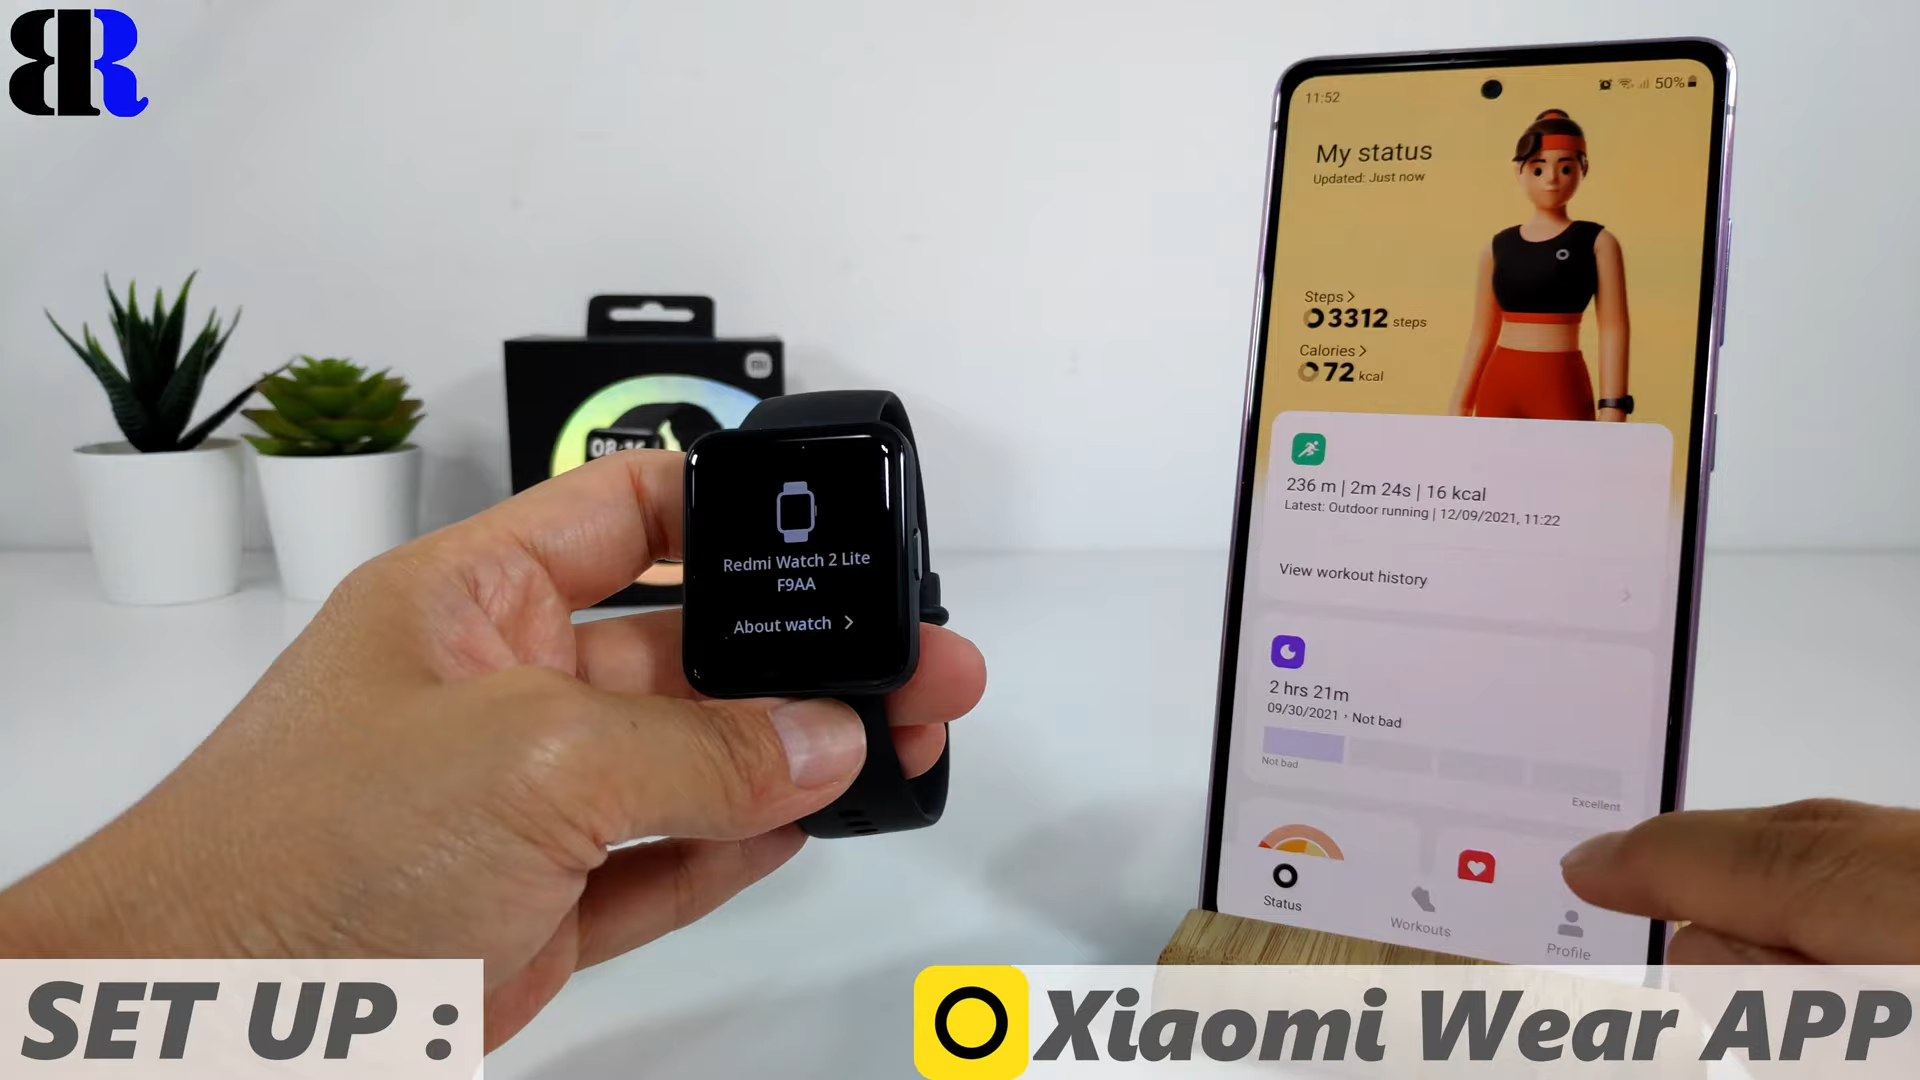 BR
11:52
50%
My status
Updated: Just now
Steps >
3312 steps
Calories >
72 kcal
236 m | 2m 24s | 16 kcal
Latest: Outdoor running | 12/09/2021, 11:22
View workout history >
2 hrs 21m
09/30/2021 · Not bad
Not bad
Excellent
Status
Workouts
Profile
mi
Redmi Watch 2 Lite
F9AA
About watch >
SET UP :
Xiaomi Wear APP